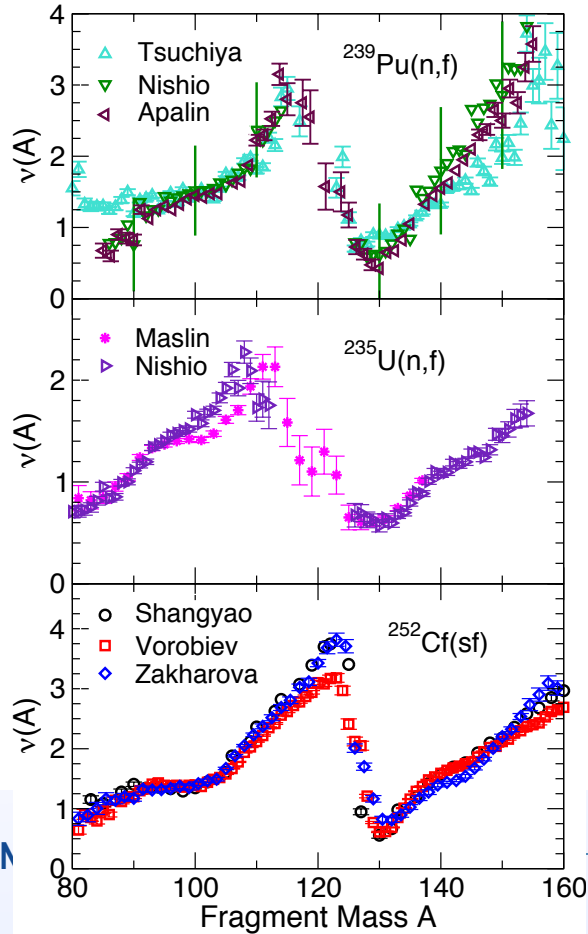 4
Tsuchiya
²³⁹Pu(n,f)
Nishio
3
Apalin
ν(A)
2
1
0
Maslin
²³⁵U(n,f)
Nishio
2
ν(A)
1
0
Shangyao
²⁵²Cf(sf)
4
Vorobiev
Zakharova
3
ν(A)
2
1
0
80 100 120 140 160
Fragment Mass A